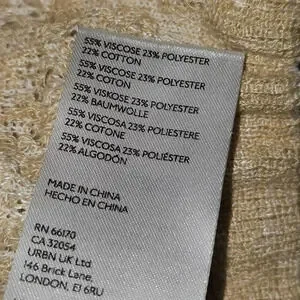 55% VISCOSE 23% POLYESTER
22% COTTON
55% VISCOSE 23% POLYESTER
22% COTON
55% VISKOSE 23% POLYESTER
22% BAUMWOLLE
55% VISCOSA 23% POLIESTERE
22% COTONE
55% VISCOSA 23% POLIÉSTER
22% ALGODÓN
MADE IN CHINA
HECHO EN CHINA
RN 66170
CA 32054
URBN UK Ltd.
146 Brick Lane,
LONDON, E1 6RU